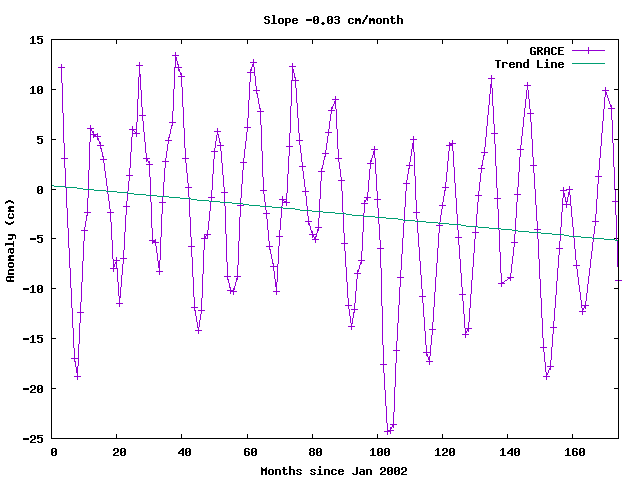 Slope -0.03 cm/month
GRACE
Trend Line
15
10
5
0
-5
-10
-15
-20
-25
Anomaly (cm)
0 20 40 60 80 100 120 140 160
Months since Jan 2002